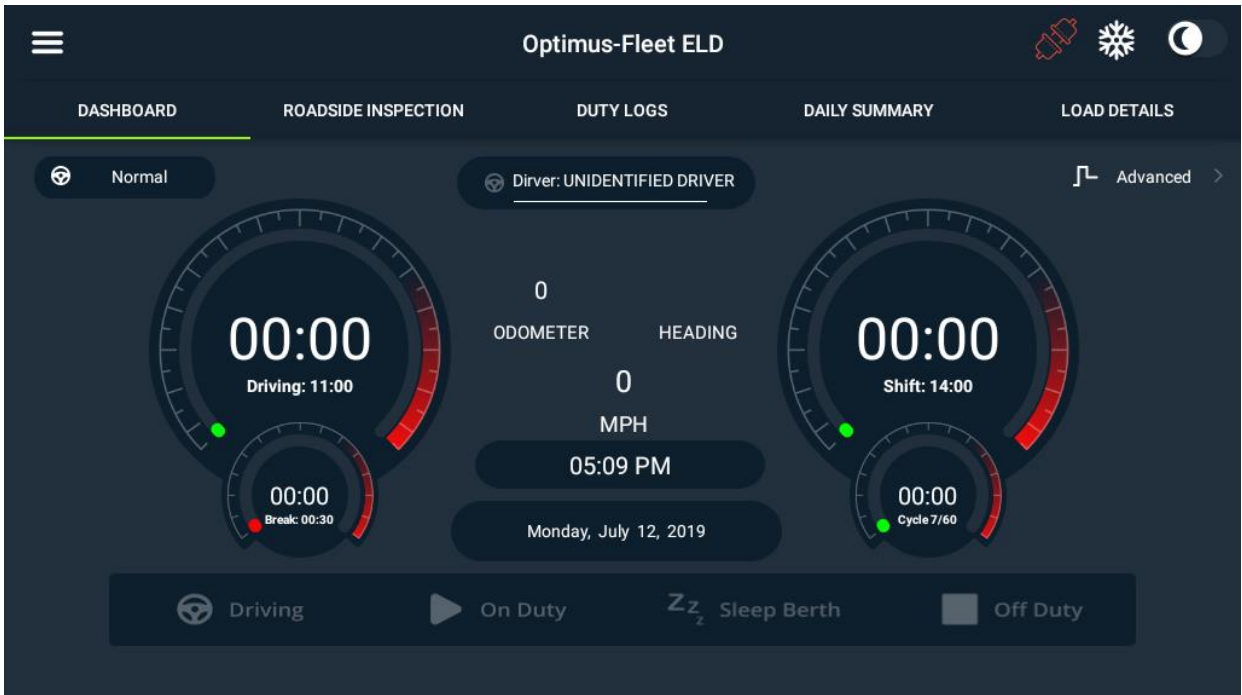 Optimus-Fleet ELD
DASHBOARD
ROADSIDE INSPECTION
DUTY LOGS
DAILY SUMMARY
LOAD DETAILS
Normal
Dirver: UNIDENTIFIED DRIVER
Advanced
00:00
Driving: 11:00
00:00
Break: 00:30
0
ODOMETER
HEADING
0
MPH
05:09 PM
Monday, July 12, 2019
00:00
Shift: 14:00
00:00
Cycle 7/60
Driving
On Duty
Zzz Sleep Berth
Off Duty